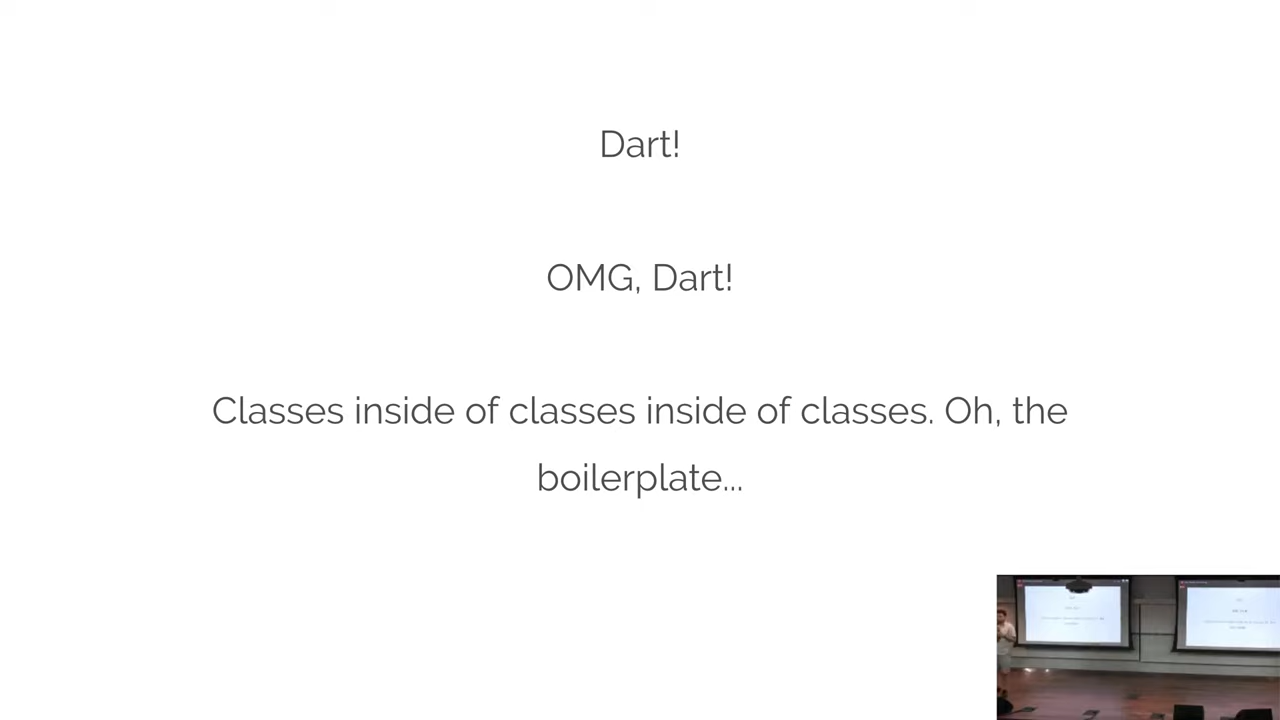 Dart!
OMG, Dart!
Classes inside of classes inside of classes. Oh, the
boilerplate...